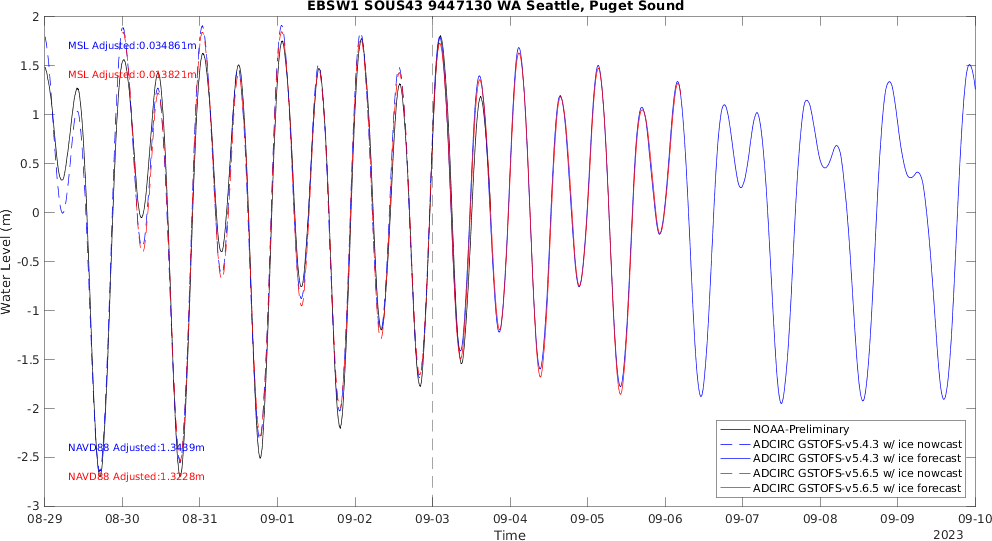 EBSW1 SOUS43 9447130 WA Seattle, Puget Sound
2
1.5
1
0.5
0
-0.5
-1
-1.5
-2
-2.5
-3
Water Level (m)
MSL Adjusted:0.034861m
MSL Adjusted:0.013821m
NAVD88 Adjusted:1.3439m
NAVD88 Adjusted:1.3228m
NOAA-Preliminary
ADCIRC GSTOFS-v5.4.3 w/ ice nowcast
ADCIRC GSTOFS-v5.4.3 w/ ice forecast
ADCIRC GSTOFS-v5.6.5 w/ ice nowcast
ADCIRC GSTOFS-v5.6.5 w/ ice forecast
08-29 08-30 08-31 09-01 09-02 09-03 09-04 09-05 09-06 09-07 09-08 09-09 09-10
Time
2023